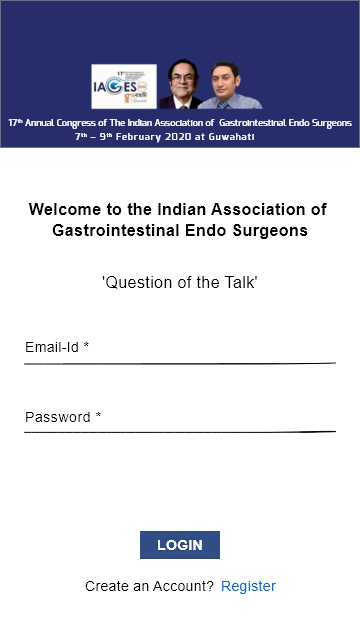 17th
IAGES
17th Annual Congress of The Indian Association of Gastrointestinal Endo Surgeons
7th – 9th February 2020 at Guwahati
Welcome to the Indian Association of
Gastrointestinal Endo Surgeons
'Question of the Talk'
Email-Id *
Password *
LOGIN
Create an Account? Register